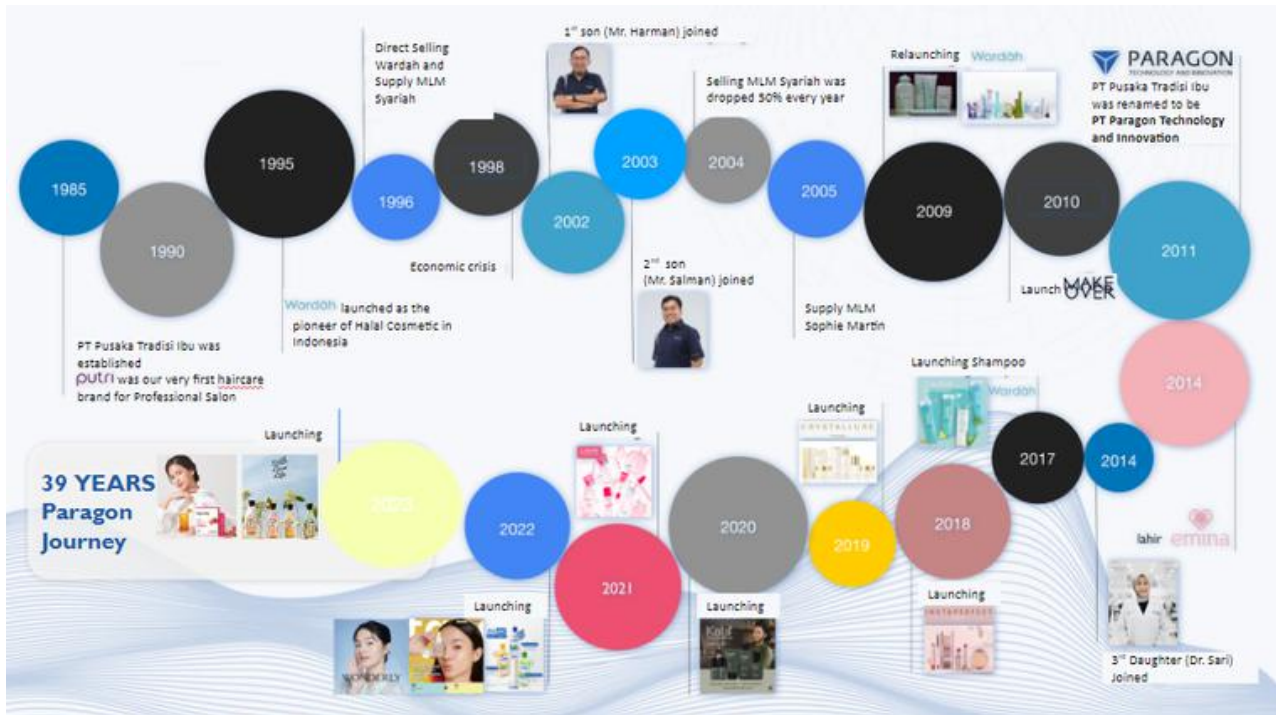 1985
PT Pusaka Tradisi Ibu was
established
putri was our very first haircare
brand for Professional Salon
1990
1995
Wardah launched as the
pioneer of Halal Cosmetic in
Indonesia
Direct Selling
Wardah and
Supply MLM
Syariah
1996
1998
Economic crisis
1st son (Mr. Harman) joined
2002
2003
2nd son
(Mr. Salman) joined
Selling MLM Syariah was
dropped 50% every year
2004
2005
Supply MLM
Sophie Martin
Relaunching Wardah
2009
2010
Launch MAKE
OVER
PARAGON
TECHNOLOGY AND INNOVATION
PT Pusaka Tradisi Ibu
was renamed to be
PT Paragon Technology
and Innovation
2011
2014
lahir emina
2014
3rd Daughter (Dr. Sari)
Joined
2017
Launching Shampoo
Wardah
2018
Launching
INSTAPERFECT
2019
Launching
CRYSTALLURE
2020
Launching
Kahf
2021
Launching
2022
Launching
WONDERLY
2023
Launching
39 YEARS
Paragon
Journey